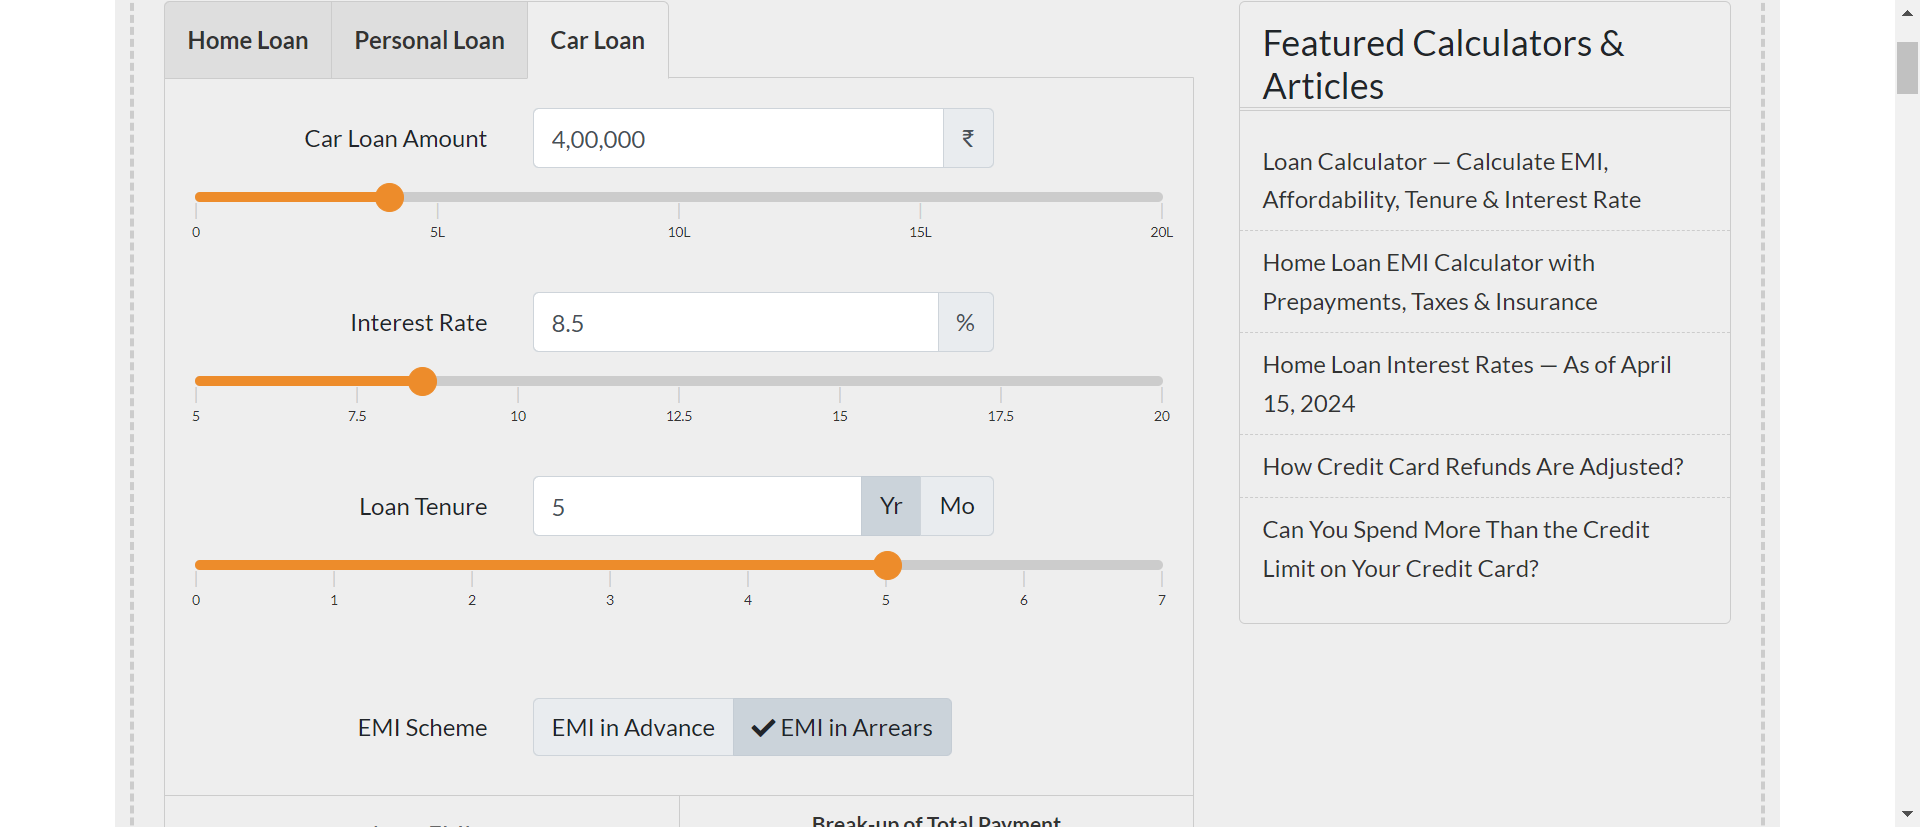 Home Loan
Personal Loan
Car Loan
Car Loan Amount
4,00,000
₹
0
5L
10L
15L
20L
Interest Rate
8.5
%
5
7.5
10
12.5
15
17.5
20
Loan Tenure
5
Yr
Mo
0
1
2
3
4
5
6
7
EMI Scheme
EMI in Advance
EMI in Arrears
Break-up of Total Payment
Featured Calculators &
Articles
Loan Calculator — Calculate EMI,
Affordability, Tenure & Interest Rate
Home Loan EMI Calculator with
Prepayments, Taxes & Insurance
Home Loan Interest Rates — As of April
15, 2024
How Credit Card Refunds Are Adjusted?
Can You Spend More Than the Credit
Limit on Your Credit Card?